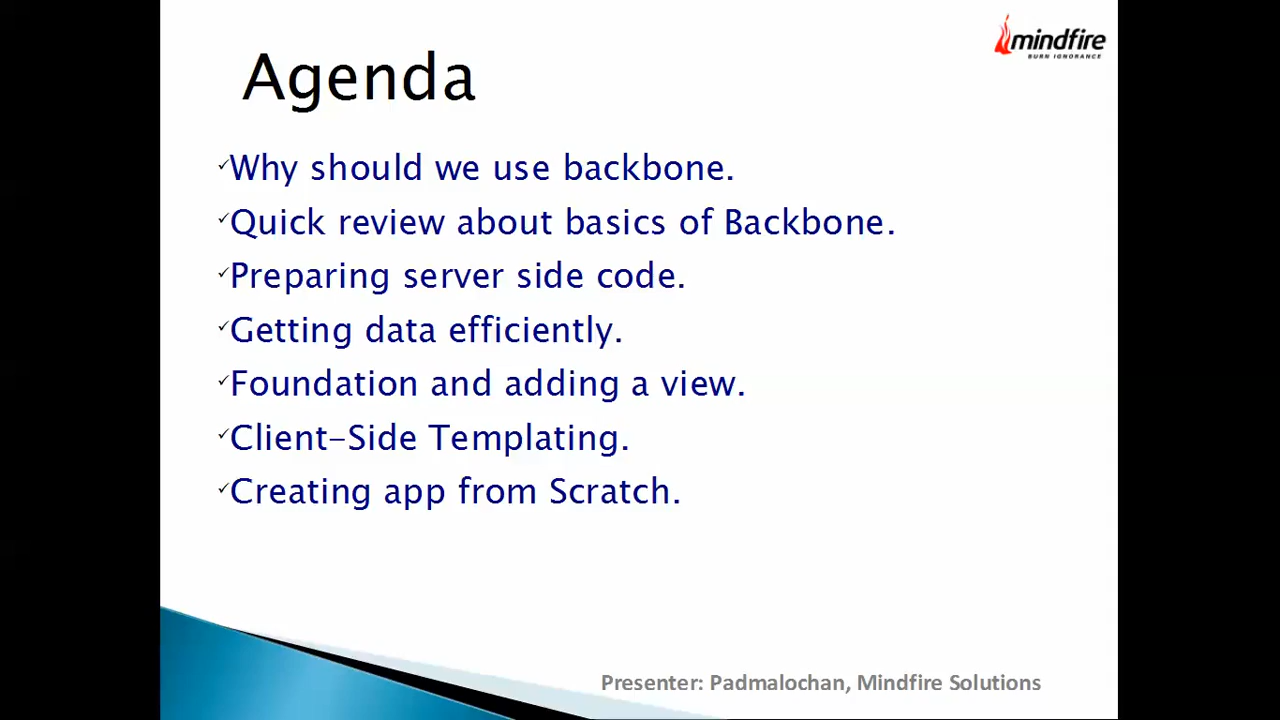 mindfire
BURN IGNORANCE
Agenda
Why should we use backbone.
Quick review about basics of Backbone.
Preparing server side code.
Getting data efficiently.
Foundation and adding a view.
Client-Side Templating.
Creating app from Scratch.
Presenter: Padmalochan, Mindfire Solutions